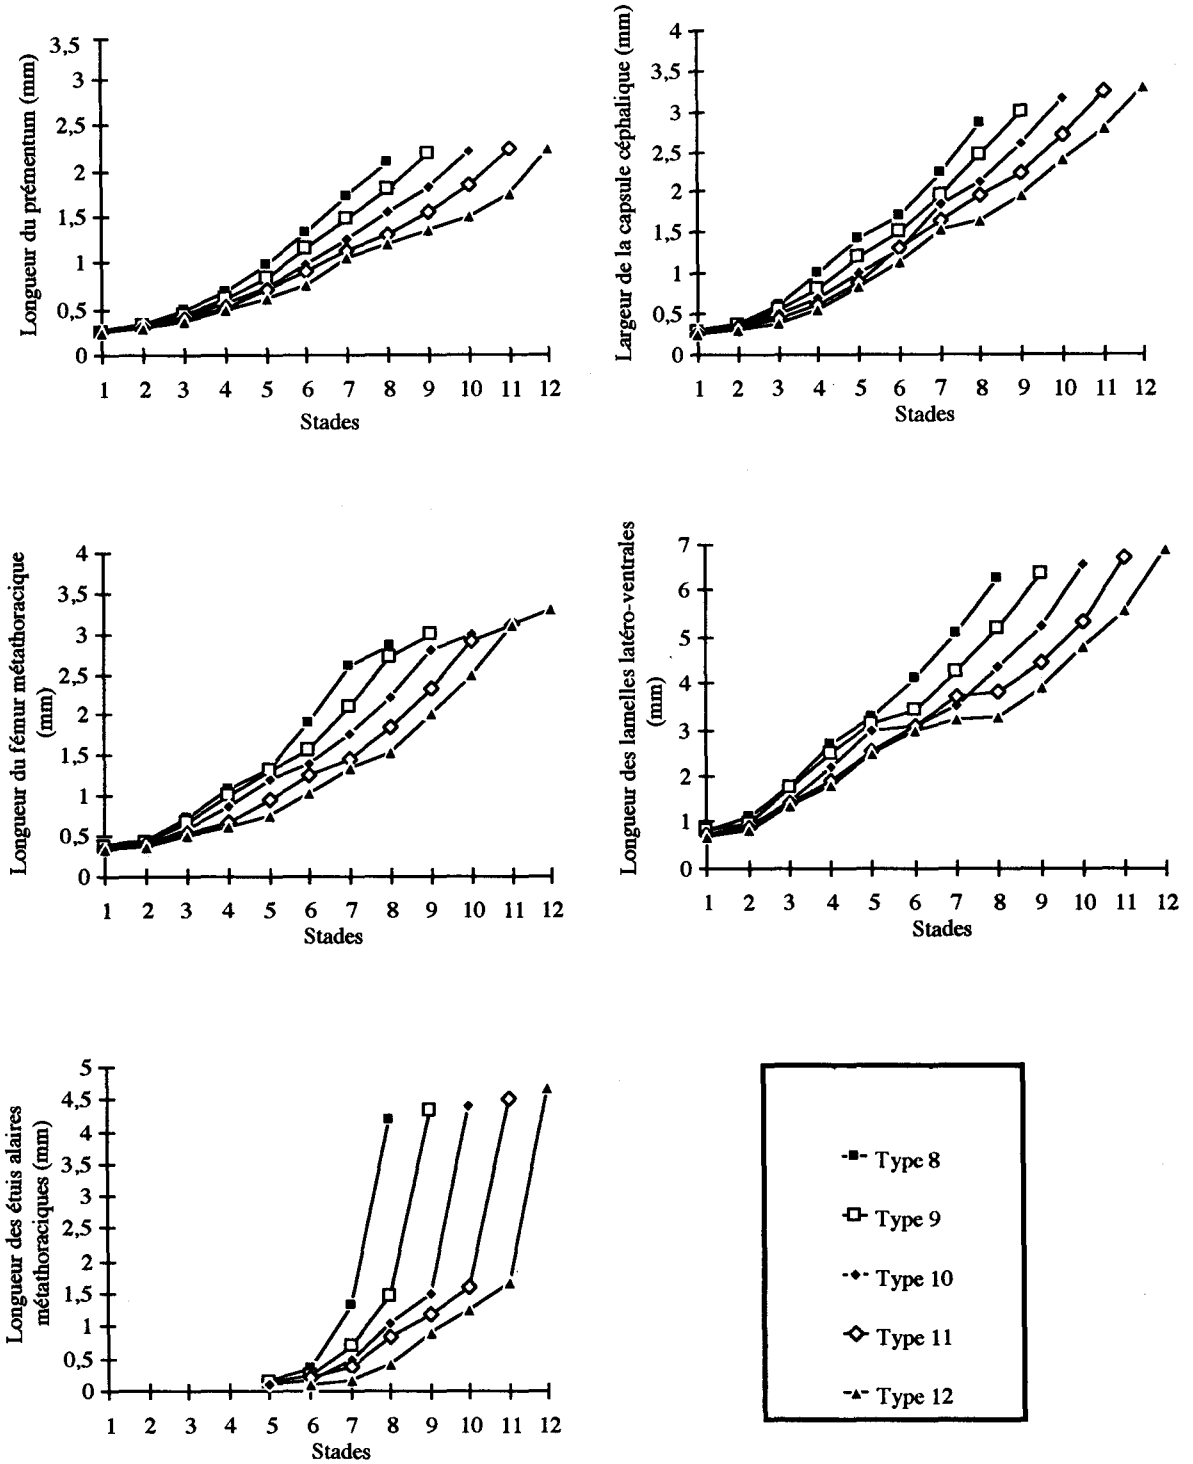 Longueur du prémentum (mm)
3,5
3
2,5
2
1,5
1
0,5
0
1 2 3 4 5 6 7 8 9 10 11 12
Stades
Largeur de la capsule céphalique (mm)
4
3,5
3
2,5
2
1,5
1
0,5
0
1 2 3 4 5 6 7 8 9 10 11 12
Stades
Longueur du fémur métathoracique
(mm)
4
3,5
3
2,5
2
1,5
1
0,5
0
1 2 3 4 5 6 7 8 9 10 11 12
Stades
Longueur des lamelles latéro-ventrales
(mm)
7
6
5
4
3
2
1
0
1 2 3 4 5 6 7 8 9 10 11 12
Stades
Longueur des étuis alaires
métathoraciques (mm)
5
4,5
4
3,5
3
2,5
2
1,5
1
0,5
0
1 2 3 4 5 6 7 8 9 10 11 12
Stades
Type 8
Type 9
Type 10
Type 11
Type 12